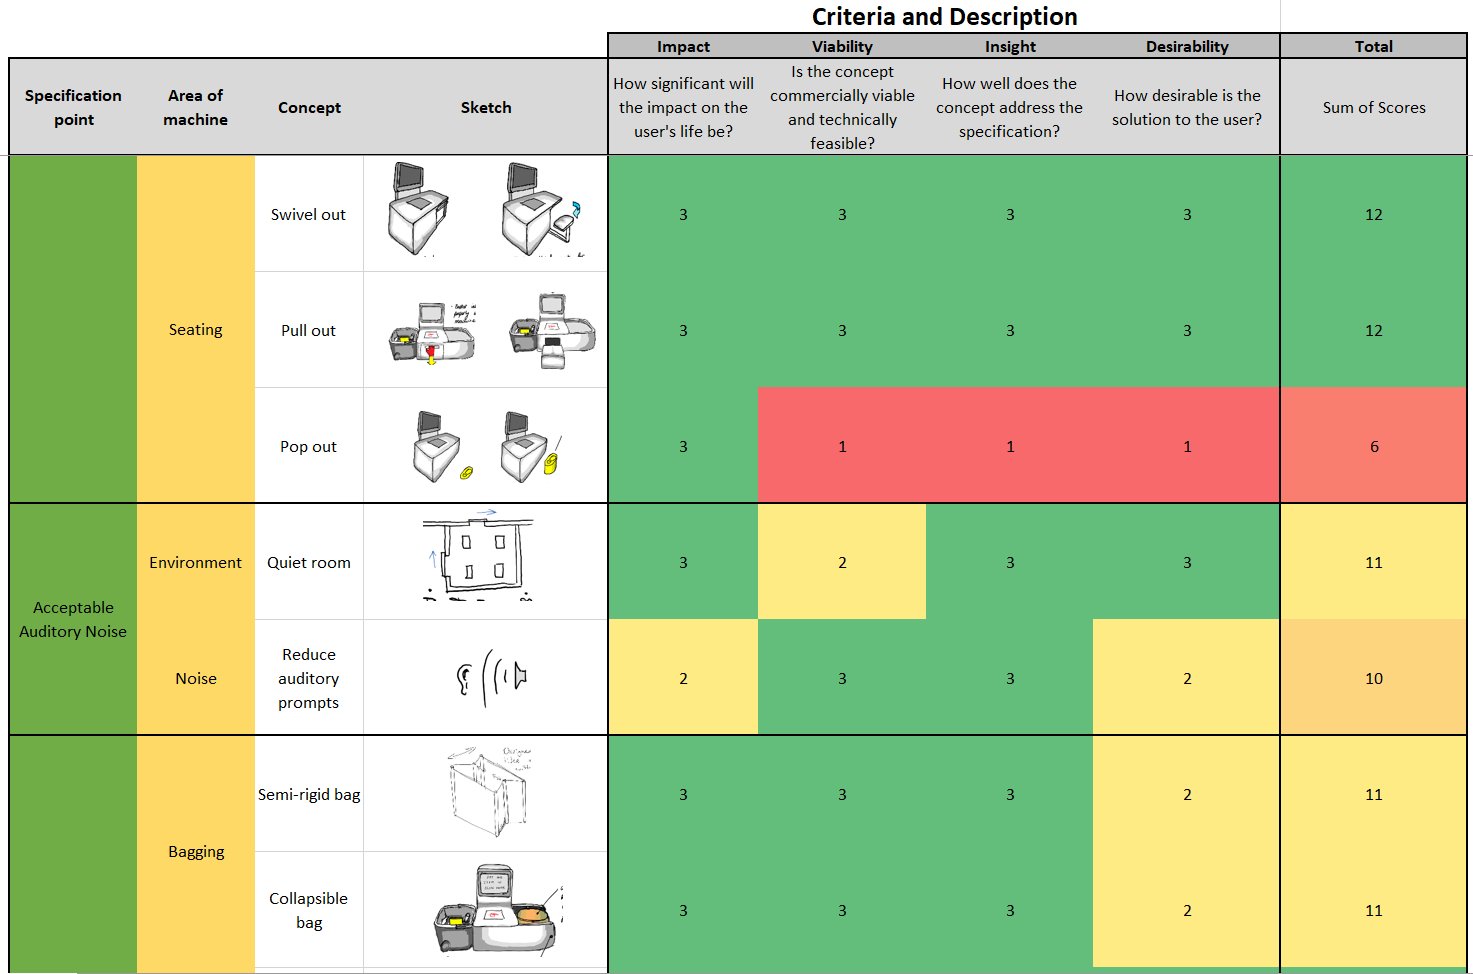 Criteria and Description
Impact Viability Insight Desirability Total
Specification point Area of machine Concept Sketch How significant will the impact on the user's life be? Is the concept commercially viable and technically feasible? How well does the concept address the specification? How desirable is the solution to the user? Sum of Scores
Seating
Swivel out 3 3 3 3 12
Pull out 3 3 3 3 12
Pop out 3 1 1 1 6
Acceptable Auditory Noise
Environment Quiet room 3 2 3 3 11
Noise Reduce auditory prompts 2 3 3 2 10
Bagging
Semi-rigid bag 3 3 3 2 11
Collapsible bag 3 3 3 2 11